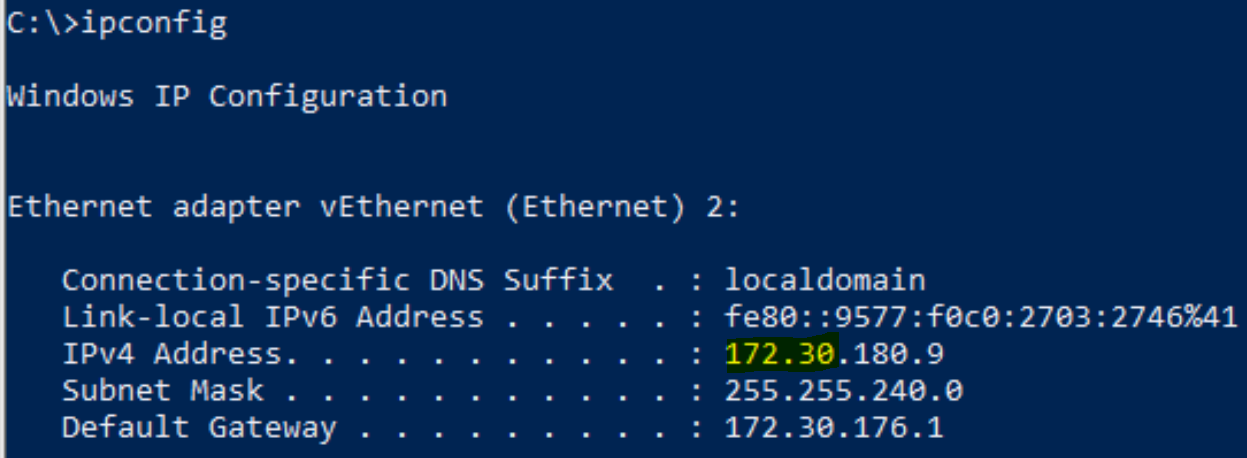 C:\>ipconfig
Windows IP Configuration
Ethernet adapter vEthernet (Ethernet) 2:
Connection-specific DNS Suffix  . : localdomain
Link-local IPv6 Address . . . . . : fe80::9577:f0c0:2703:2746%41
IPv4 Address. . . . . . . . . . . : 172.30.180.9
Subnet Mask . . . . . . . . . . . : 255.255.240.0
Default Gateway . . . . . . . . . : 172.30.176.1